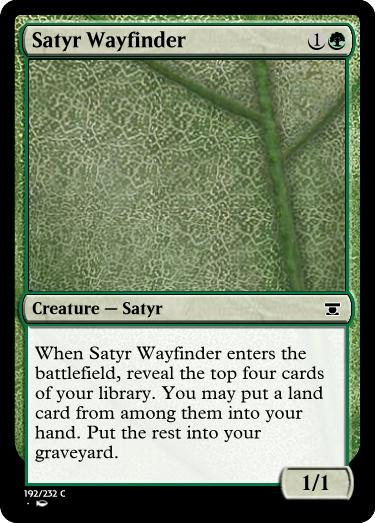 Satyr Wayfinder 1
Creature — Satyr
When Satyr Wayfinder enters the
battlefield, reveal the top four cards
of your library. You may put a land
card from among them into your
hand. Put the rest into your
graveyard.
1/1
192/232 C